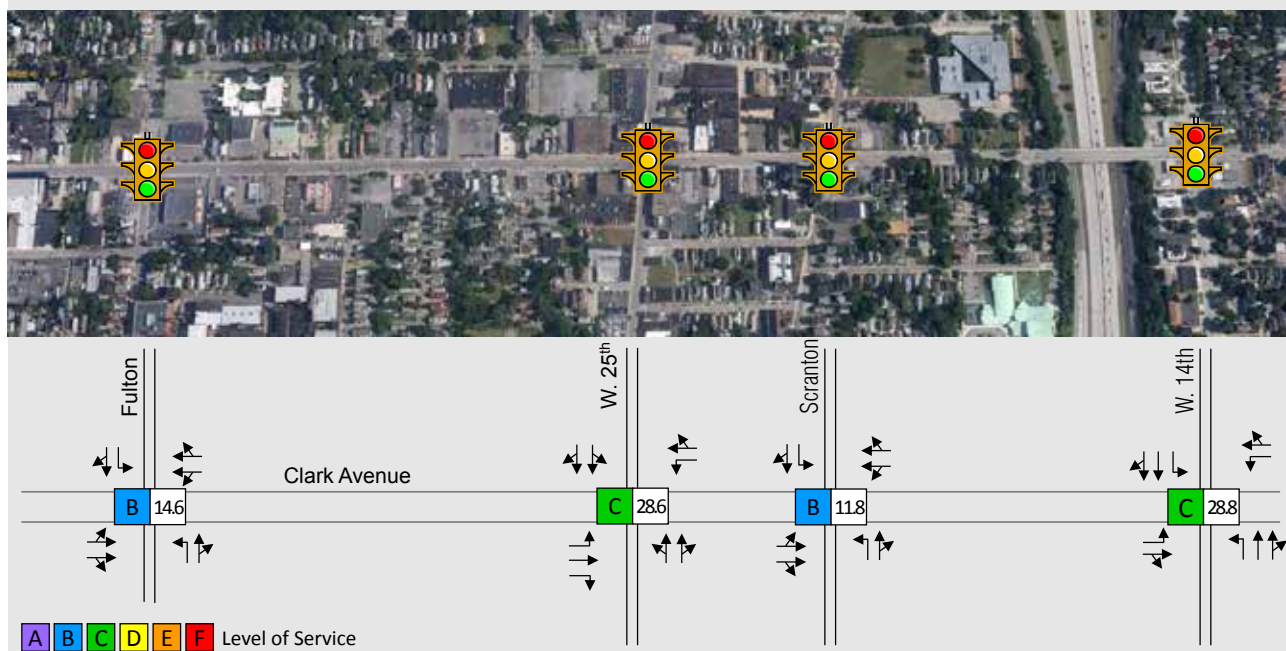 Fulton
W. 25th
Scranton
W. 14th
Clark Avenue
B 14.6
C 28.6
B 11.8
C 28.8
A B C D E F Level of Service